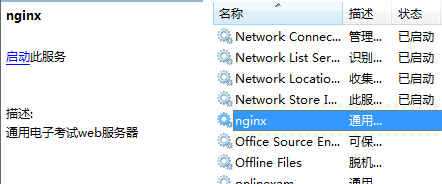 nginx
启动此服务
描述:
通用电子考试web服务器
名称 描述 状态
Network Connec... 管理... 已启动
Network List Ser... 识别... 已启动
Network Locatio... 收集... 已启动
Network Store I... 此服... 已启动
nginx 通用...
Office Source En... 可保...
Offline Files 脱机...
onlineexam 通用...